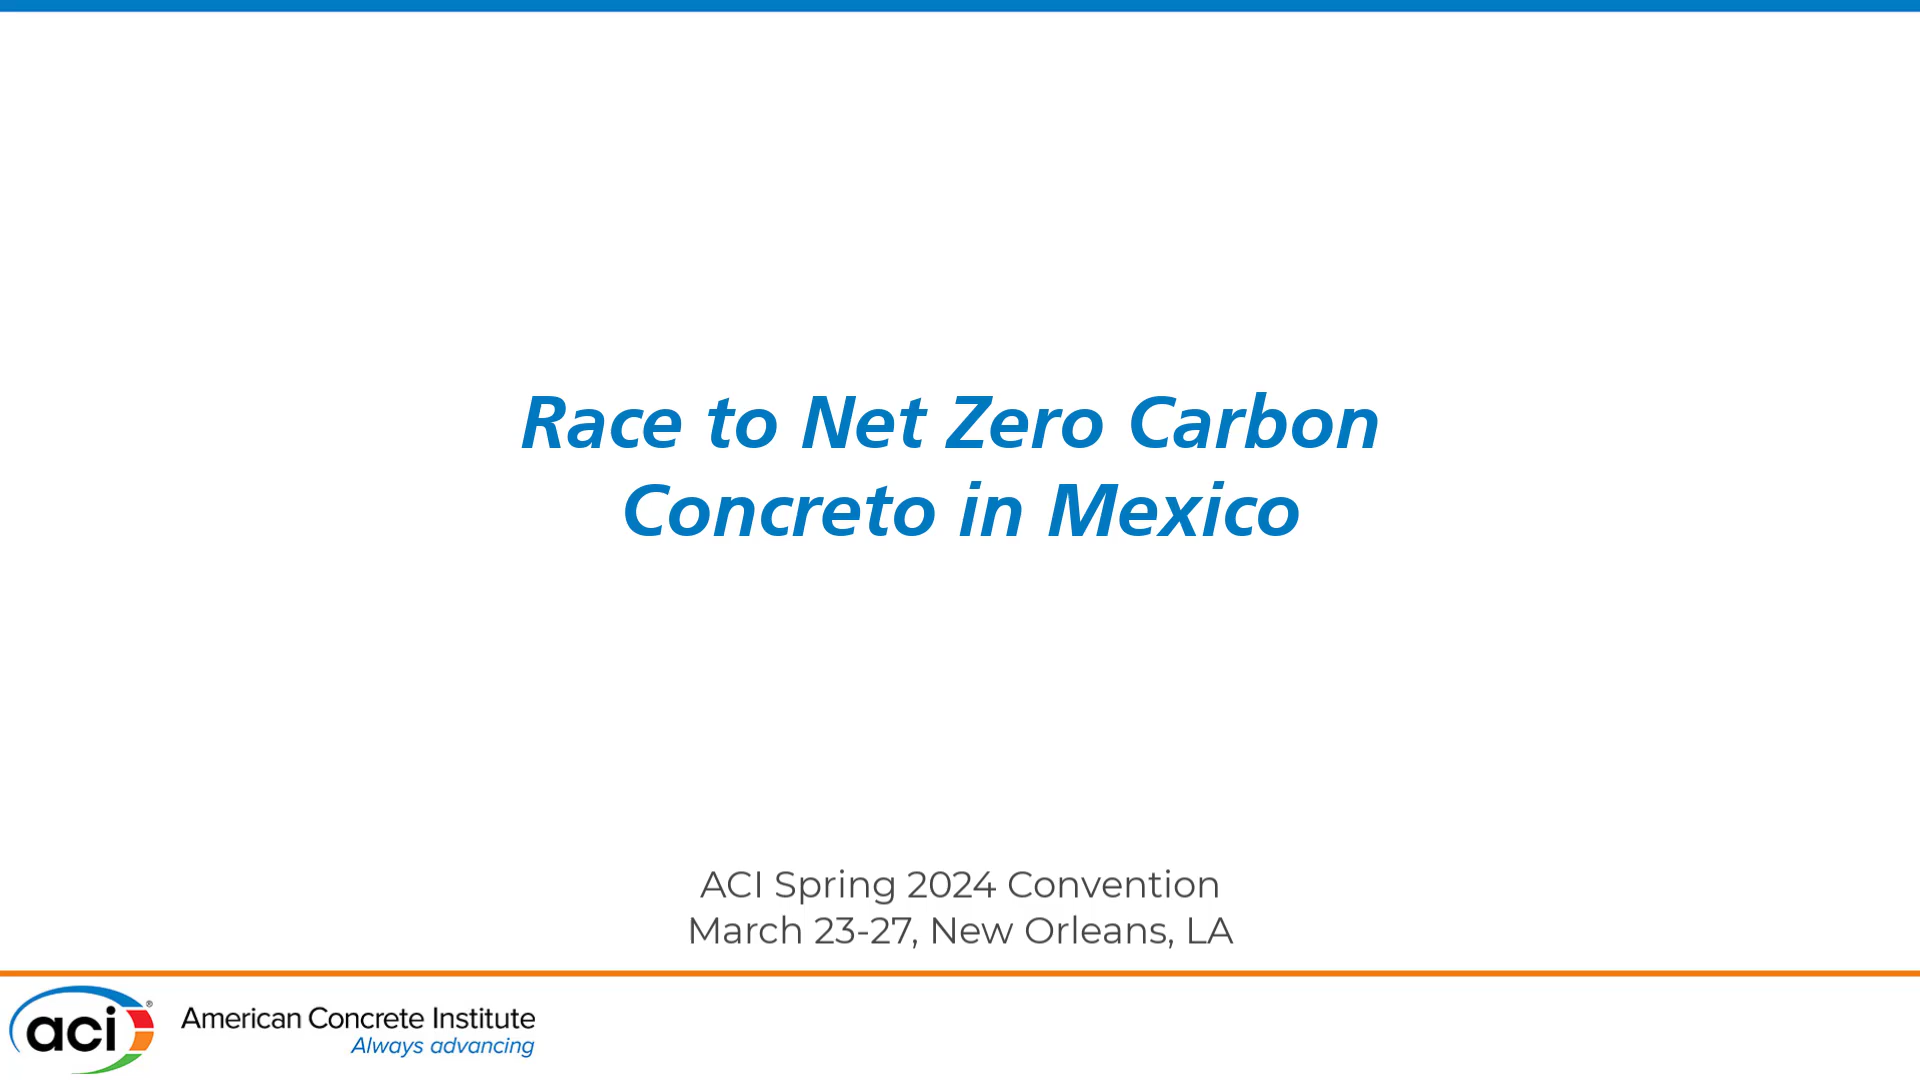 Race to Net Zero Carbon
Concreto in Mexico
ACI Spring 2024 Convention
March 23-27, New Orleans, LA
aci®
American Concrete Institute
Always advancing